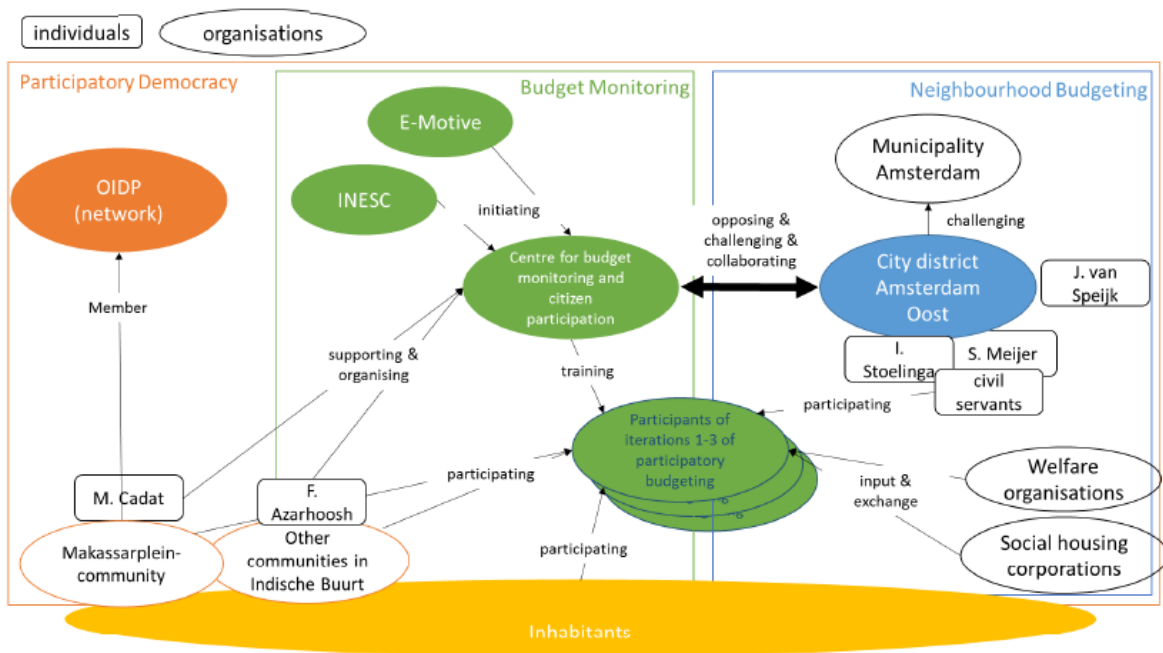 individuals
organisations
Participatory Democracy
Budget Monitoring
Neighbourhood Budgeting
E-Motive
Municipality
Amsterdam
OIDP
(network)
INESC
initiating
opposing &
challenging &
collaborating
challenging
Centre for budget
monitoring and
citizen
participation
City district
Amsterdam
Oost
J. van
Speijk
Member
supporting &
organising
training
I.
Stoelinga
S. Meijer
civil
servants
participating
Participants of
iterations 1-3 of
participatory
budgeting
participating
input &
exchange
Welfare
organisations
M. Cadat
F.
Azarhoosh
Makassarplein-
community
Other
communities in
Indische Buurt
participating
Social housing
corporations
Inhabitants